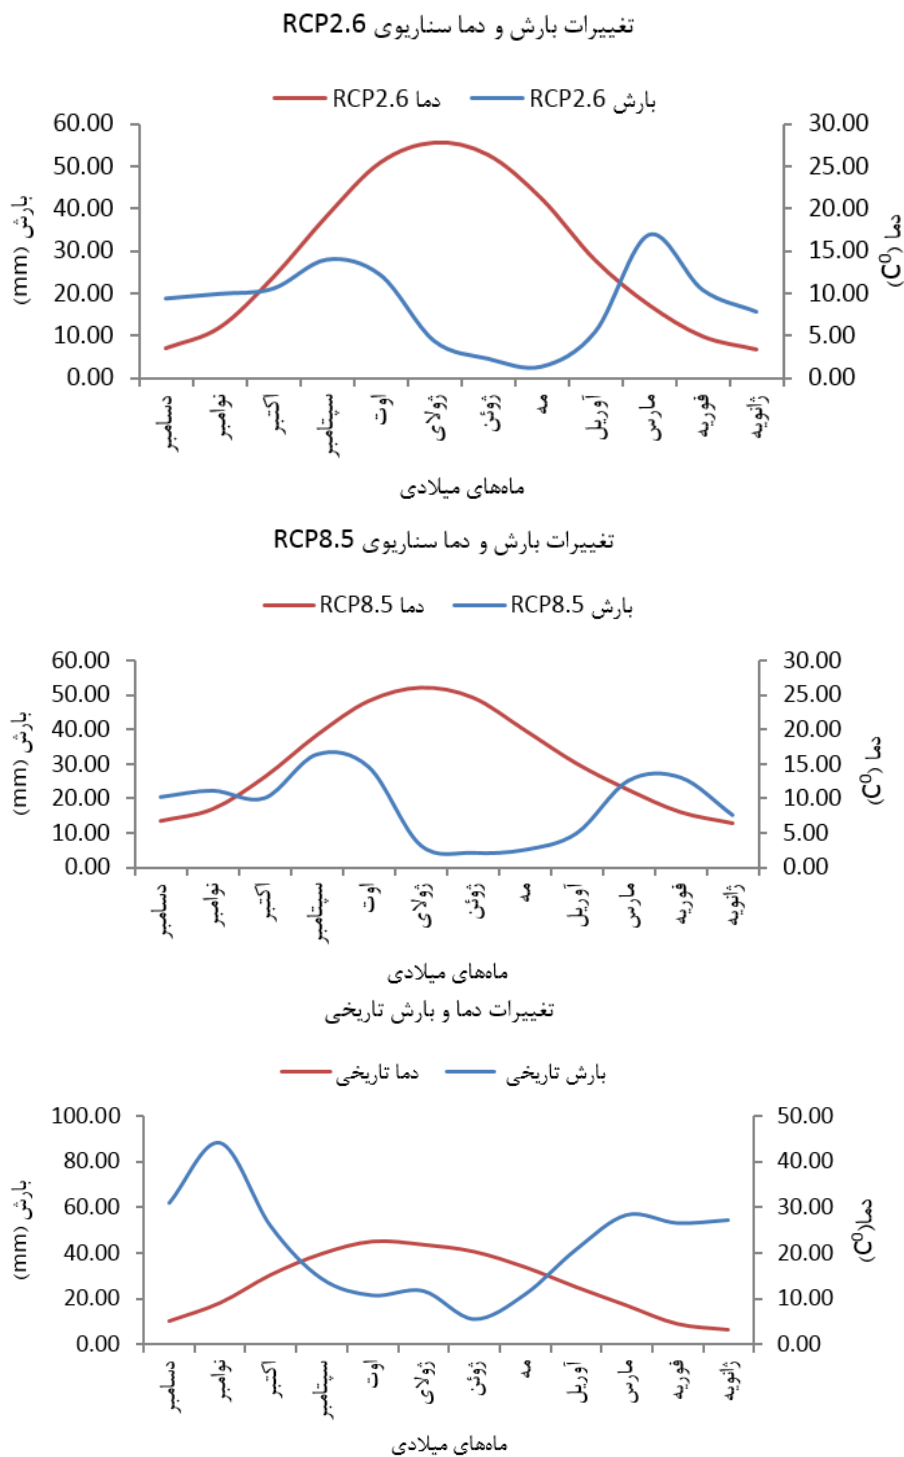 تغییرات بارش و دما سناریوی RCP2.6
دما RCP2.6
بارش RCP2.6
بارش (mm)
60.00
50.00
40.00
30.00
20.00
10.00
0.00
30.00
25.00
20.00
15.00
10.00
5.00
0.00
دما (C⁰)
دسامبر
نوامبر
اکتبر
سپتامبر
اوت
ژولای
ژوئن
مه
آوریل
مارس
فوریه
ژانویه
ماه‌های میلادی
تغییرات بارش و دما سناریوی RCP8.5
دما RCP8.5
بارش RCP8.5
بارش (mm)
60.00
50.00
40.00
30.00
20.00
10.00
0.00
30.00
25.00
20.00
15.00
10.00
5.00
0.00
دما (C⁰)
دسامبر
نوامبر
اکتبر
سپتامبر
اوت
ژولای
ژوئن
مه
آوریل
مارس
فوریه
ژانویه
ماه‌های میلادی
تغییرات دما و بارش تاریخی
دما تاریخی
بارش تاریخی
بارش (mm)
100.00
80.00
60.00
40.00
20.00
0.00
50.00
40.00
30.00
20.00
10.00
0.00
دما(C⁰)
دسامبر
نوامبر
اکتبر
سپتامبر
اوت
ژولای
ژوئن
مه
آوریل
مارس
فوریه
ژانویه
ماه‌های میلادی